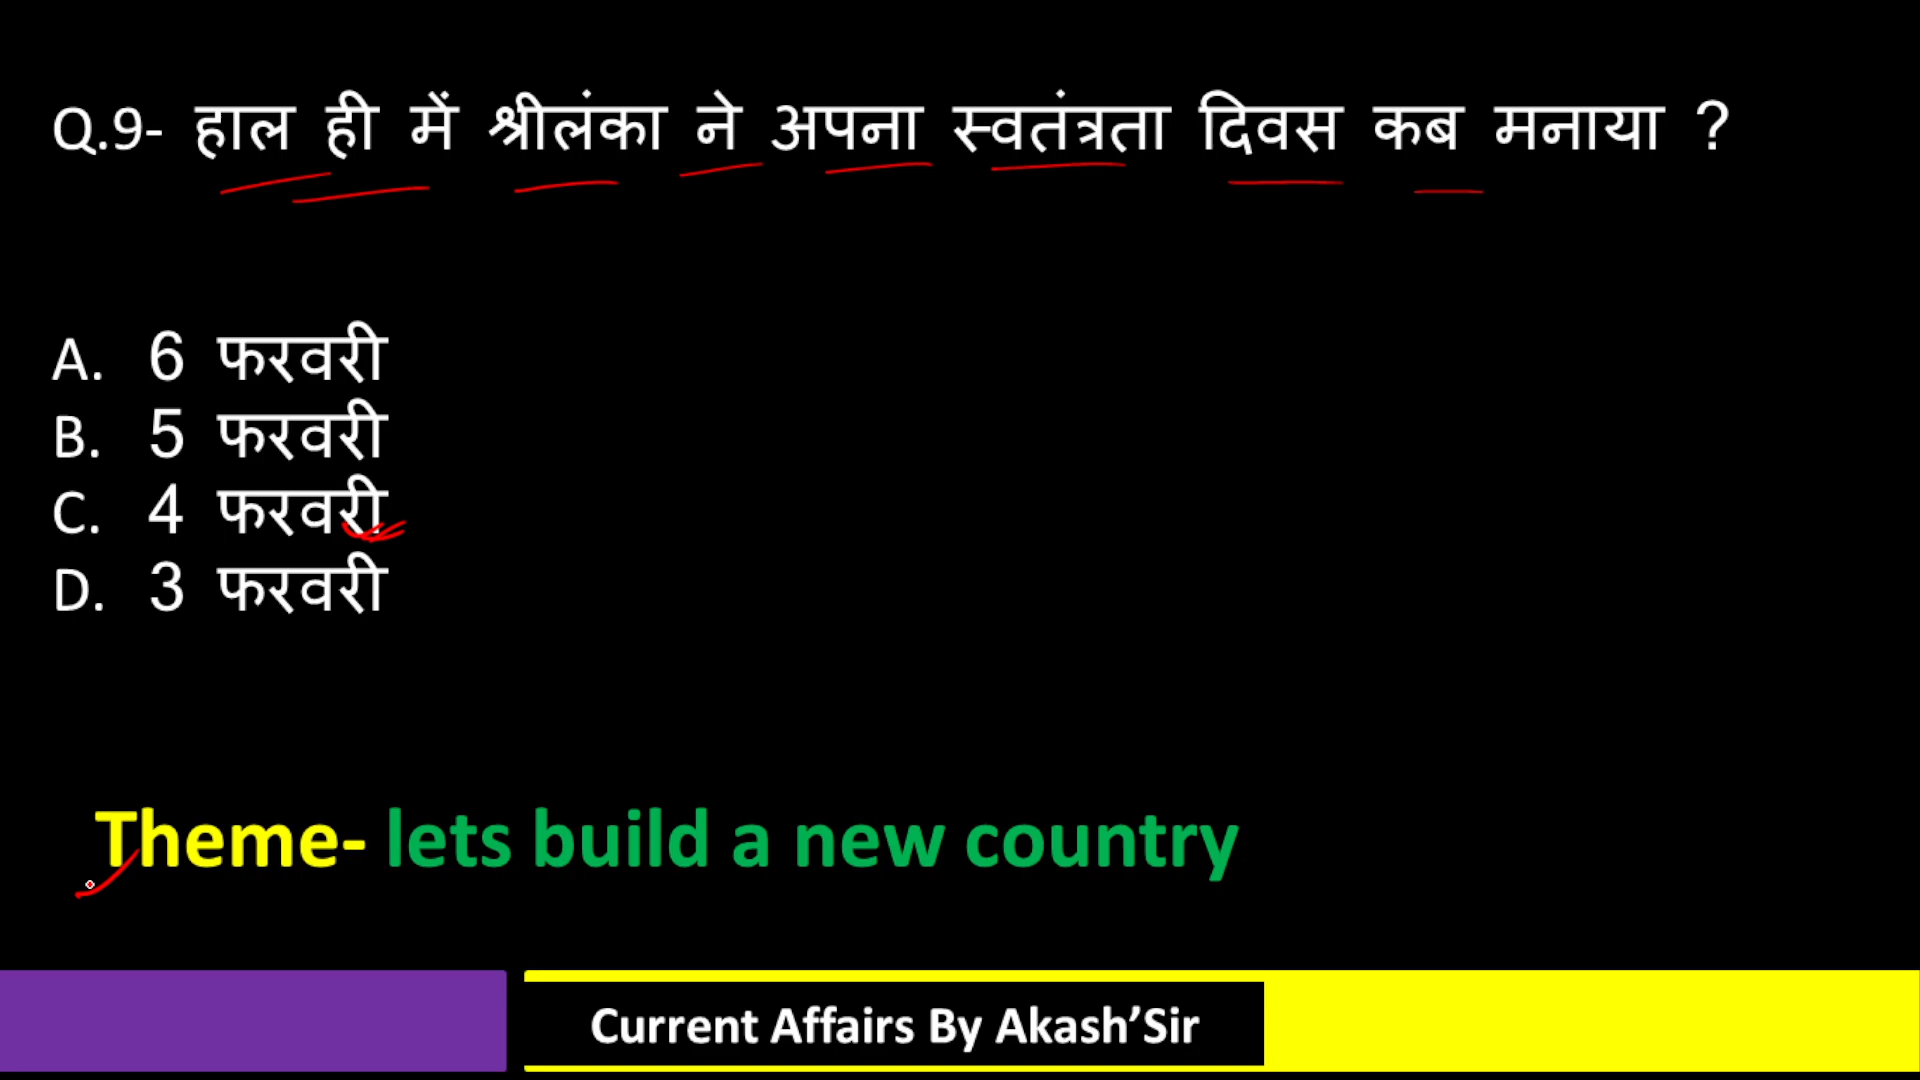 Q.9- हाल ही में श्रीलंका ने अपना स्वतंत्रता दिवस कब मनाया ?
A. 6 फरवरी
B. 5 फरवरी
C. 4 फरवरी
D. 3 फरवरी
Theme- lets build a new country
Current Affairs By Akash’Sir